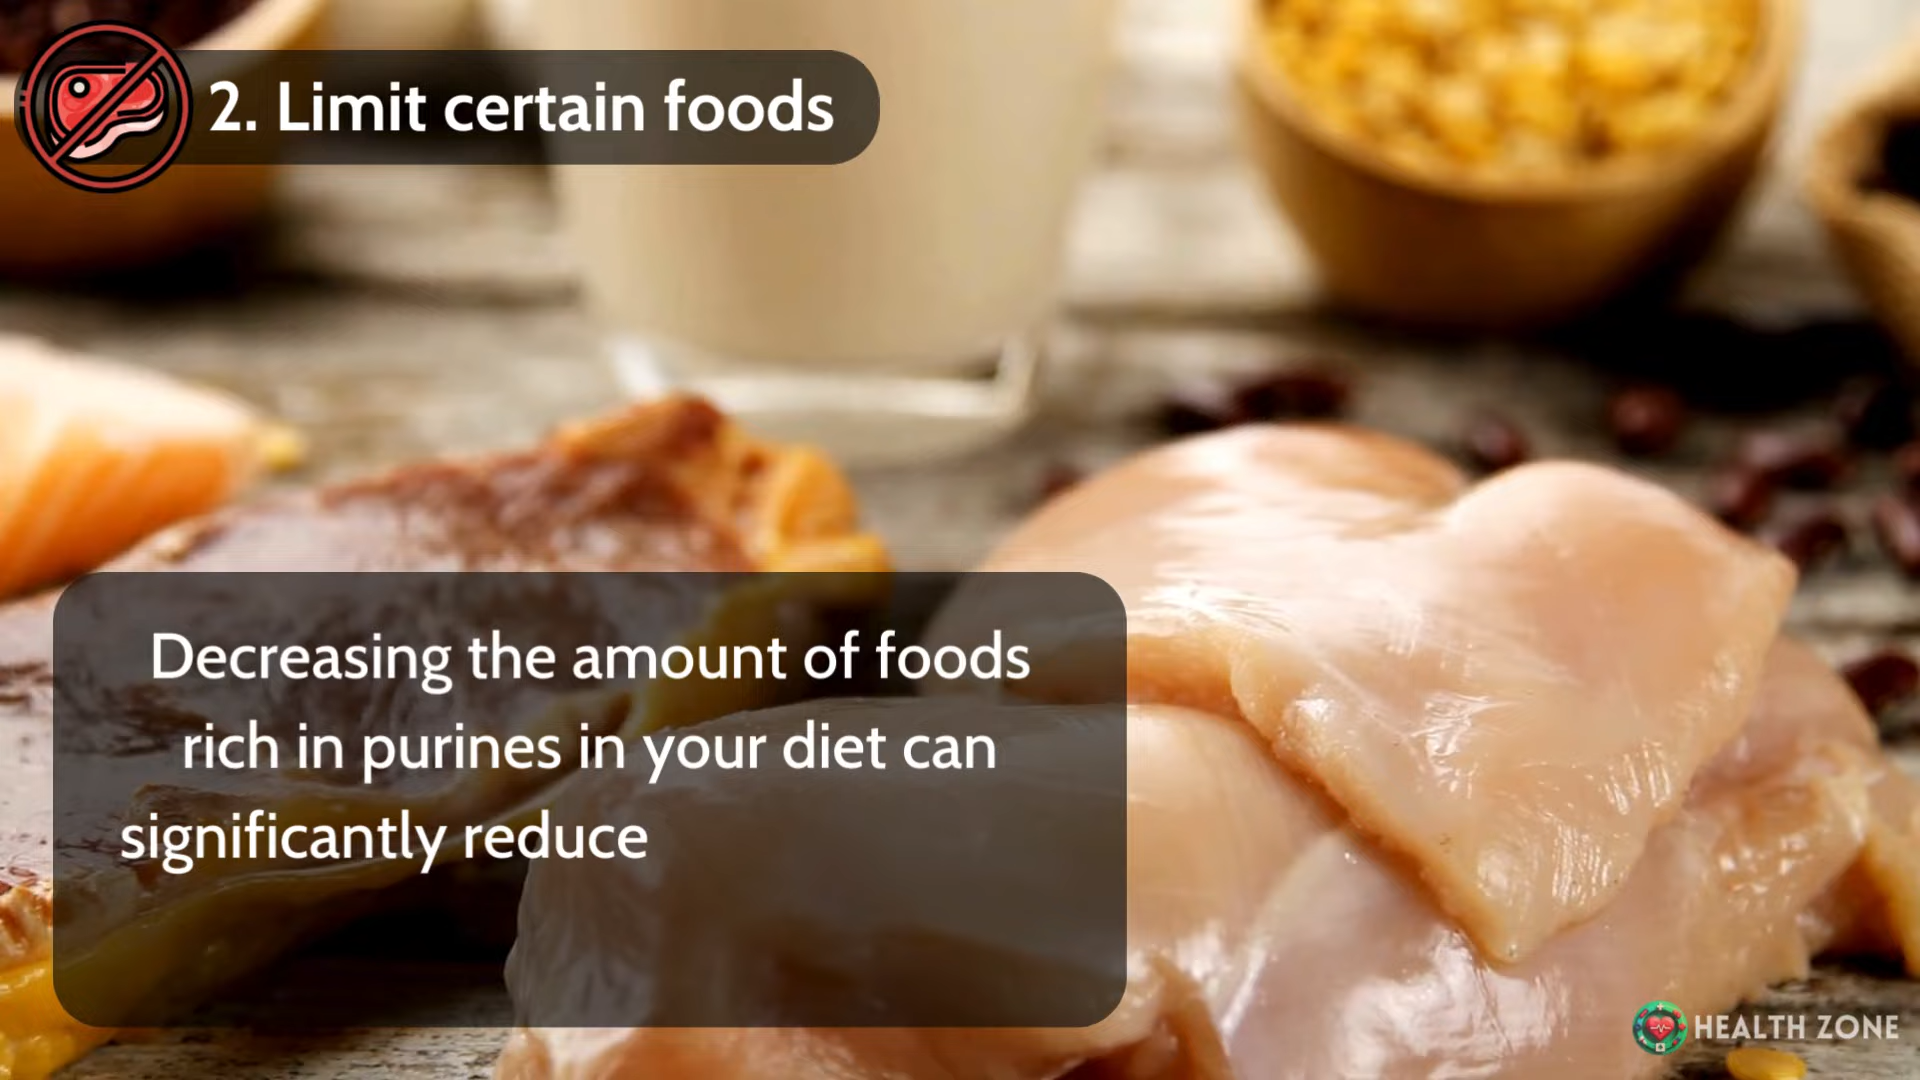 2. Limit certain foods
Decreasing the amount of foods
rich in purines in your diet can
significantly reduce
HEALTH ZONE